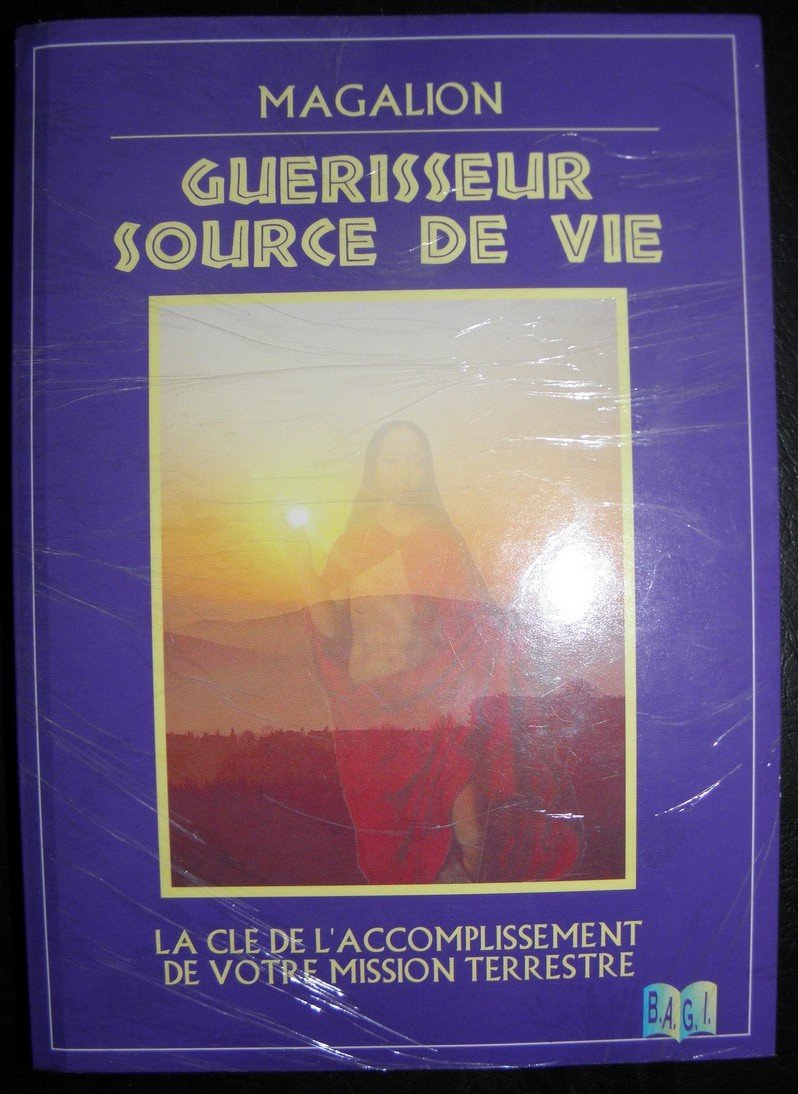 MAGALION
GUERISSEUR
SOURCE DE VIE
LA CLE DE L'ACCOMPLISSEMENT
DE VOTRE MISSION TERRESTRE
B.A.G.I.